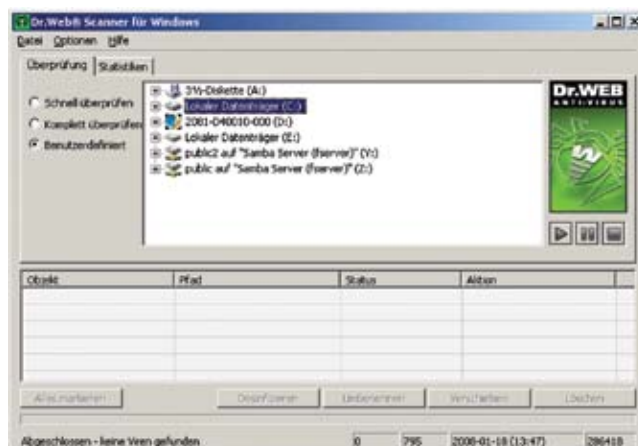 Dr.Web® Scanner für Windows
Datei Optionen Hilfe
Überprüfung Statistiken
Schnell überprüfen
Komplett überprüfen
Benutzerdefiniert
3½-Diskette (A:)
Lokaler Datenträger (C:)
2081-D40010-000 (D:)
Lokaler Datenträger (E:)
public2 auf "Samba Server (fserver)" (Y:)
public auf "Samba Server (fserver)" (Z:)
Dr.WEB
ANTI-VIRUS
Objekt Pfad Status Aktion
Alles markieren Desinfizieren Umbenennen Verschieben Löschen
Abgeschlossen - keine Viren gefunden 0 795 2008-01-18 (13:47) 286418